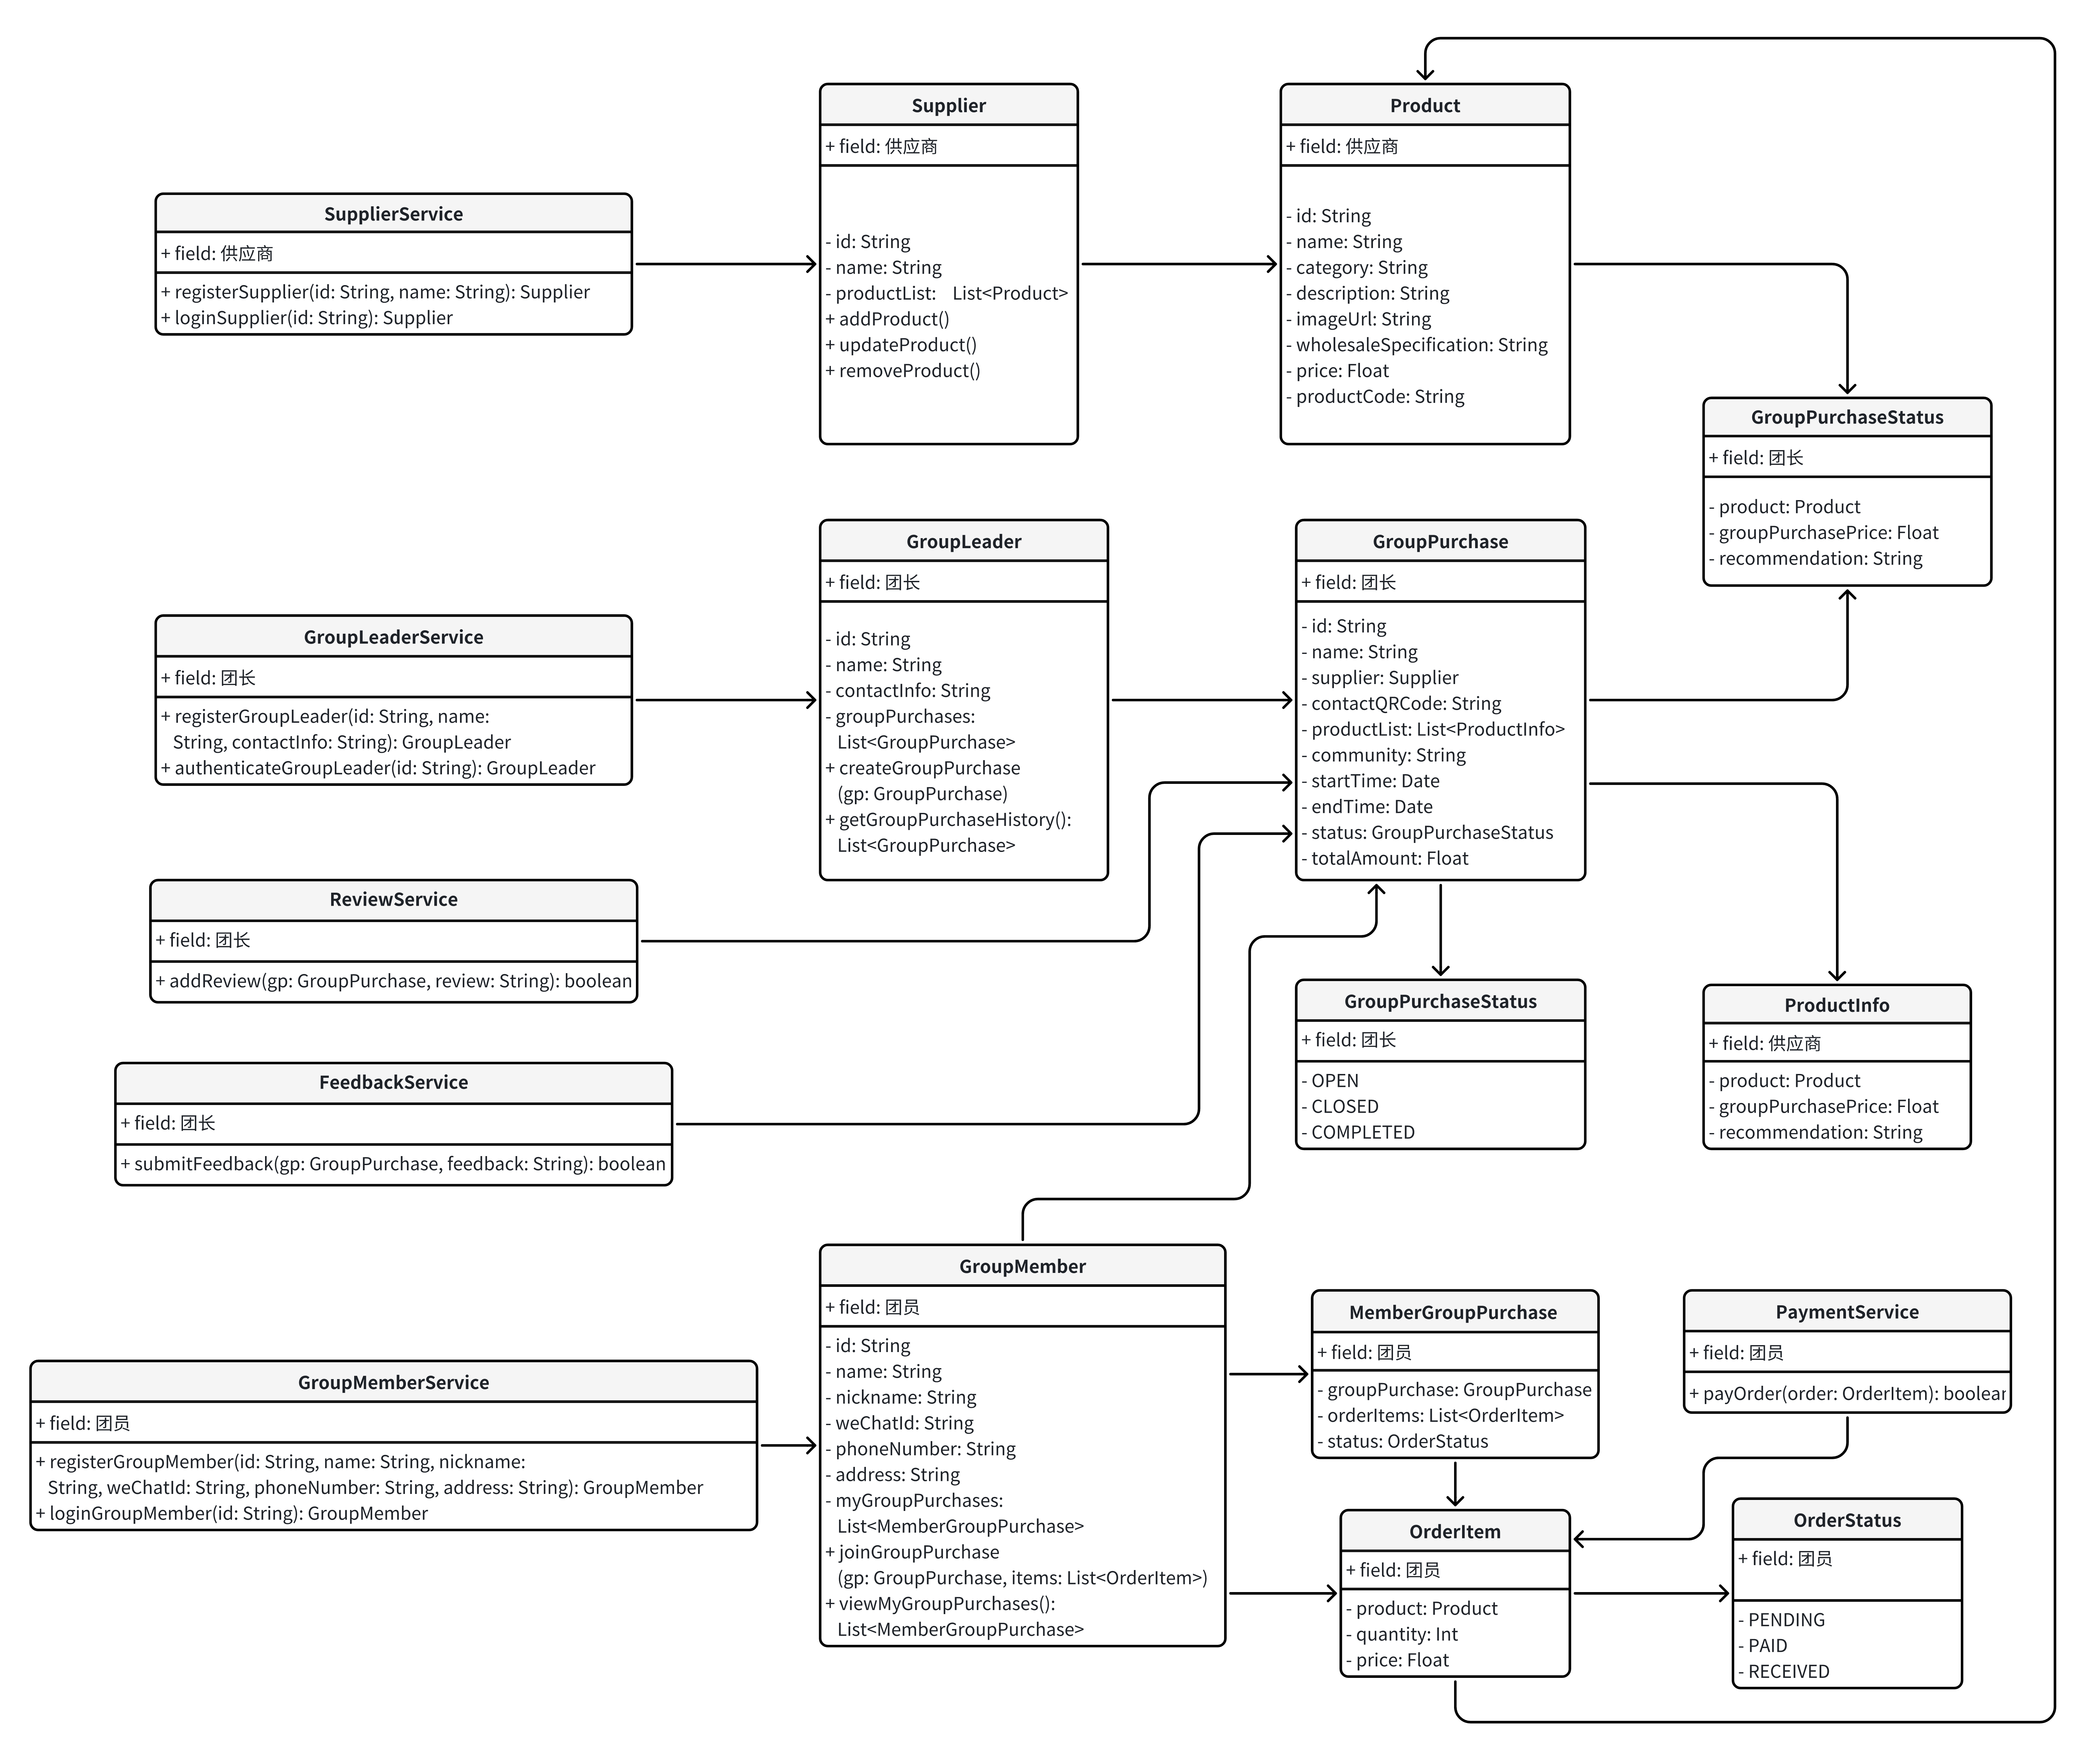 Supplier
+ field: 供应商
- id: String
- name: String
- productList: List<Product>
+ addProduct()
+ updateProduct()
+ removeProduct()
Product
+ field: 供应商
- id: String
- name: String
- category: String
- description: String
- imageUrl: String
- wholesaleSpecification: String
- price: Float
- productCode: String
SupplierService
+ field: 供应商
+ registerSupplier(id: String, name: String): Supplier
+ loginSupplier(id: String): Supplier
GroupPurchaseStatus
+ field: 团长
- product: Product
- groupPurchasePrice: Float
- recommendation: String
GroupLeader
+ field: 团长
- id: String
- name: String
- contactInfo: String
- groupPurchases:
List<GroupPurchase>
+ createGroupPurchase
(gp: GroupPurchase)
+ getGroupPurchaseHistory():
List<GroupPurchase>
GroupPurchase
+ field: 团长
- id: String
- name: String
- supplier: Supplier
- contactQRCode: String
- productList: List<ProductInfo>
- community: String
- startTime: Date
- endTime: Date
- status: GroupPurchaseStatus
- totalAmount: Float
GroupLeaderService
+ field: 团长
+ registerGroupLeader(id: String, name:
String, contactInfo: String): GroupLeader
+ authenticateGroupLeader(id: String): GroupLeader
ReviewService
+ field: 团长
+ addReview(gp: GroupPurchase, review: String): boolean
GroupPurchaseStatus
+ field: 团长
- OPEN
- CLOSED
- COMPLETED
ProductInfo
+ field: 供应商
- product: Product
- groupPurchasePrice: Float
- recommendation: String
FeedbackService
+ field: 团长
+ submitFeedback(gp: GroupPurchase, feedback: String): boolean
GroupMember
+ field: 团员
- id: String
- name: String
- nickname: String
- weChatId: String
- phoneNumber: String
- address: String
- myGroupPurchases:
List<MemberGroupPurchase>
+ joinGroupPurchase
(gp: GroupPurchase, items: List<OrderItem>)
+ viewMyGroupPurchases():
List<MemberGroupPurchase>
MemberGroupPurchase
+ field: 团员
- groupPurchase: GroupPurchase
- orderItems: List<OrderItem>
- status: OrderStatus
PaymentService
+ field: 团员
+ payOrder(order: OrderItem): boolean
GroupMemberService
+ field: 团员
+ registerGroupMember(id: String, name: String, nickname:
String, weChatId: String, phoneNumber: String, address: String): GroupMember
+ loginGroupMember(id: String): GroupMember
OrderItem
+ field: 团员
- product: Product
- quantity: Int
- price: Float
OrderStatus
+ field: 团员
- PENDING
- PAID
- RECEIVED